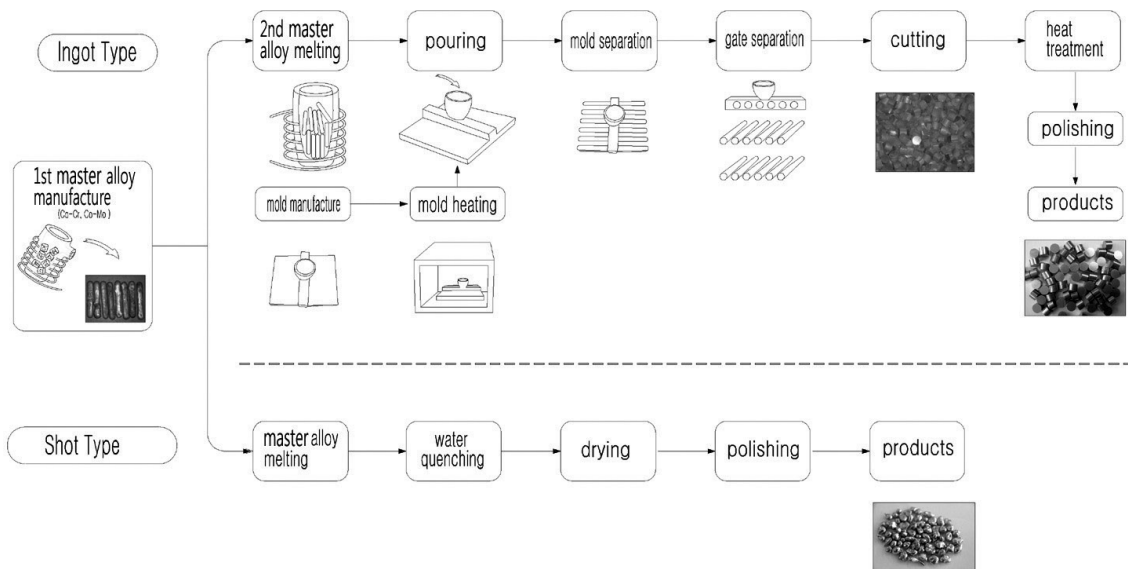 Ingot Type
2nd master
alloy melting
pouring
mold separation
gate separation
cutting
heat
treatment
polishing
products
1st master alloy
manufacture
(Co-Cr, Co-Mo)
mold manufacture
mold heating
Shot Type
master alloy
melting
water
quenching
drying
polishing
products